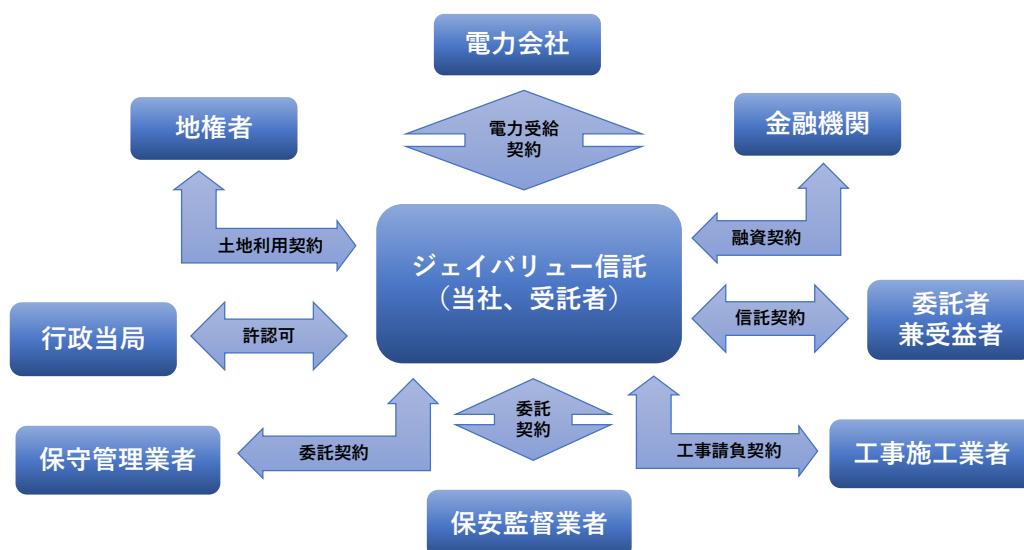 電力会社
地権者
金融機関
電力受給
契約
土地利用契約
融資契約
ジェイバリュー信託
（当社、受託者）
行政当局
許認可
信託契約
委託者
兼受益者
保守管理業者
委託契約
委託
契約
工事請負契約
工事施工業者
保安監督業者